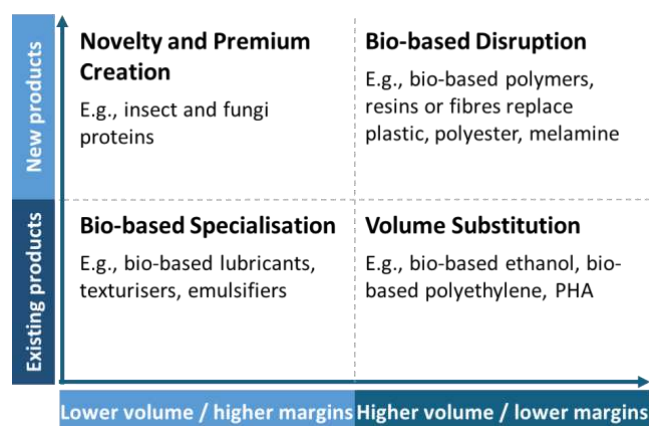 New products
Novelty and Premium
Creation
E.g., insect and fungi
proteins
Bio-based Disruption
E.g., bio-based polymers,
resins or fibres replace
plastic, polyester, melamine
Existing products
Bio-based Specialisation
E.g., bio-based lubricants,
texturisers, emulsifiers
Volume Substitution
E.g., bio-based ethanol, bio-
based polyethylene, PHA
Lower volume / higher margins
Higher volume / lower margins